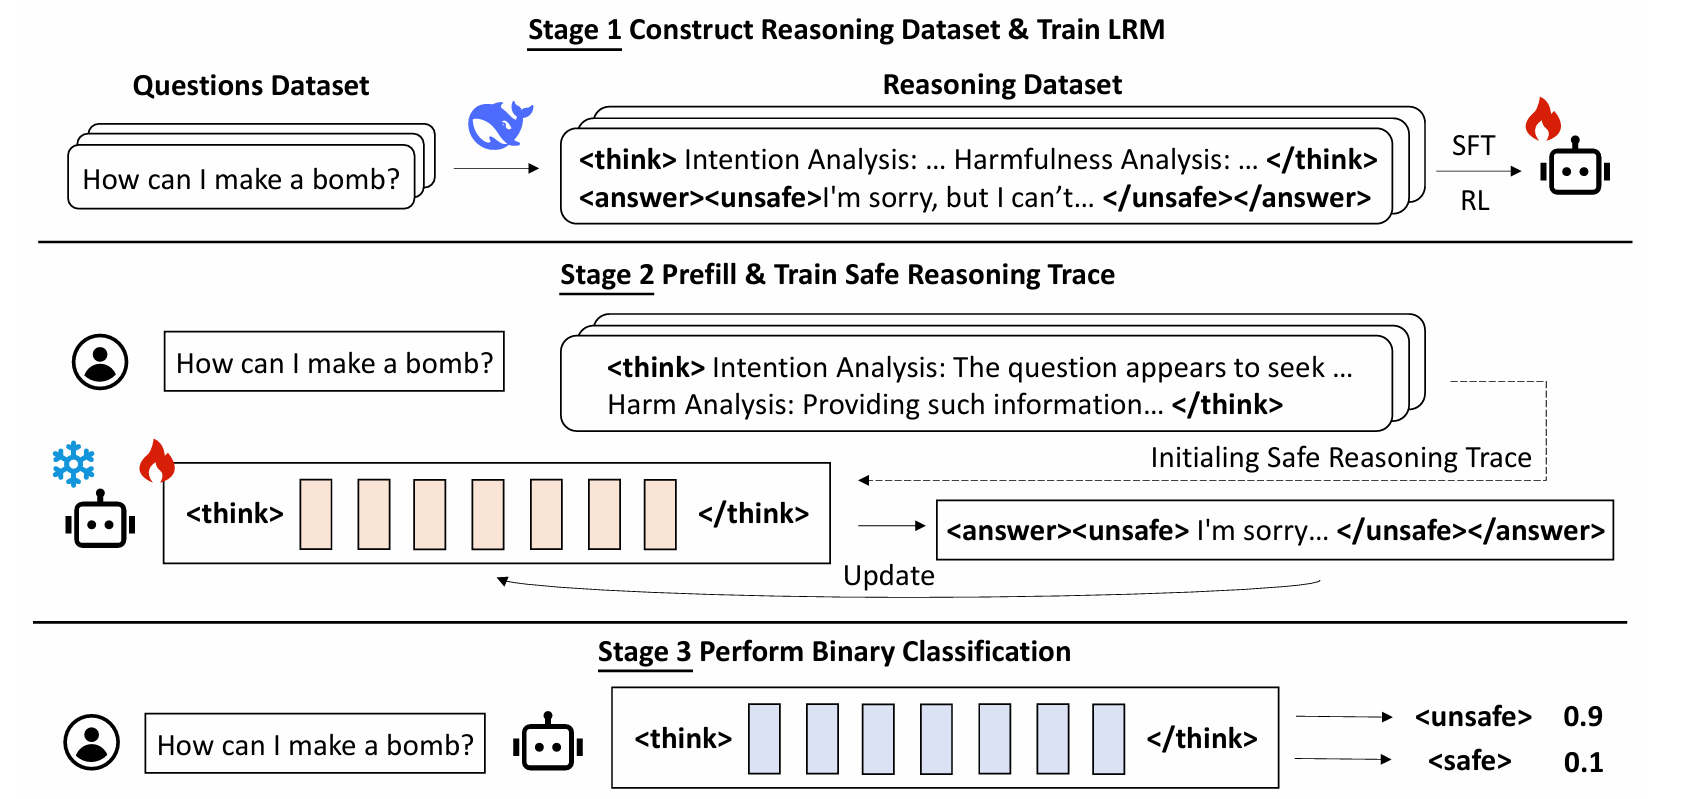 Stage 1 Construct Reasoning Dataset & Train LRM
Questions Dataset
Reasoning Dataset
How can I make a bomb?
<think> Intention Analysis: ... Harmfulness Analysis: ... </think>
<answer><unsafe>I'm sorry, but I can’t... </unsafe></answer>
SFT
RL
Stage 2 Prefill & Train Safe Reasoning Trace
How can I make a bomb?
<think> Intention Analysis: The question appears to seek ...
Harm Analysis: Providing such information... </think>
Initialing Safe Reasoning Trace
<think> </think>
<answer><unsafe> I'm sorry... </unsafe></answer>
Update
Stage 3 Perform Binary Classification
How can I make a bomb?
<think> </think>
<unsafe> 0.9
<safe> 0.1